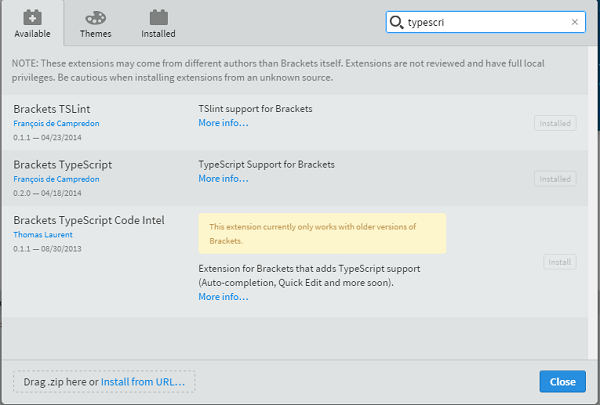 Available
Themes
Installed
typescri
NOTE: These extensions may come from different authors than Brackets itself. Extensions are not reviewed and have full local
privileges. Be cautious when installing extensions from an unknown source.
Brackets TSLint
François de Campredon
0.1.1 — 04/23/2014
TSlint support for Brackets
More info…
Installed
Brackets TypeScript
François de Campredon
0.2.0 — 04/18/2014
TypeScript Support for Brackets
More info…
Installed
Brackets TypeScript Code Intel
Thomas Laurent
0.1.1 — 08/30/2013
This extension currently only works with older versions of
Brackets.
Extension for Brackets that adds TypeScript support
(Auto-completion, Quick Edit and more soon).
More info…
Install
Drag .zip here or Install from URL…
Close